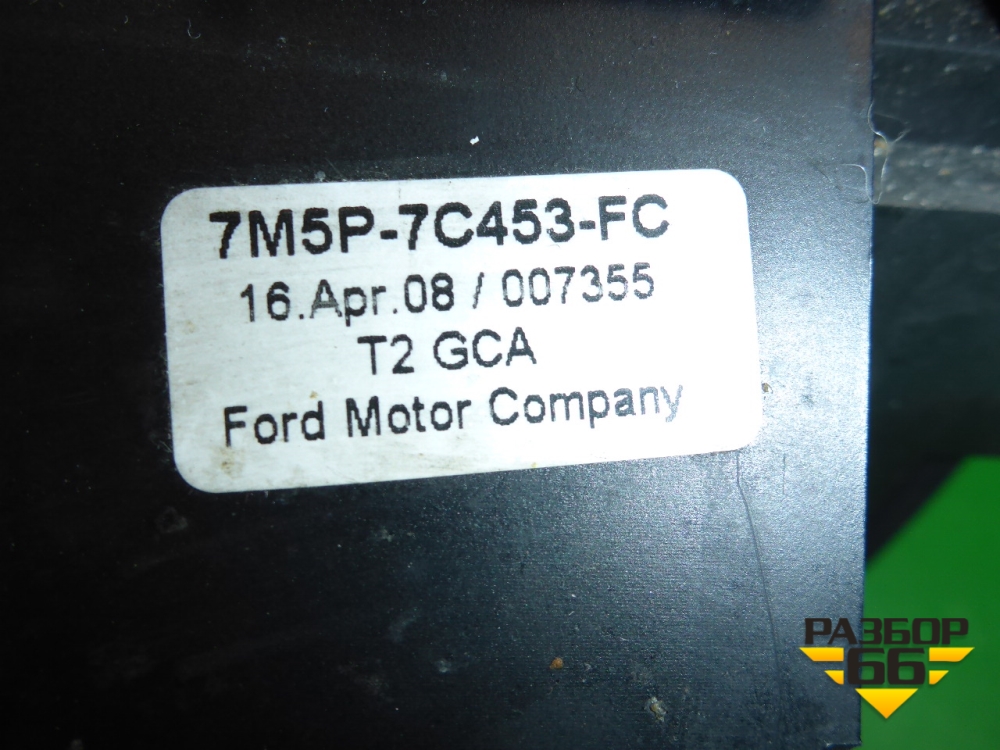 7M5P-7C453-FC
16.Apr.08 / 007355
T2 GCA
Ford Motor Company
РАЗБОР
66